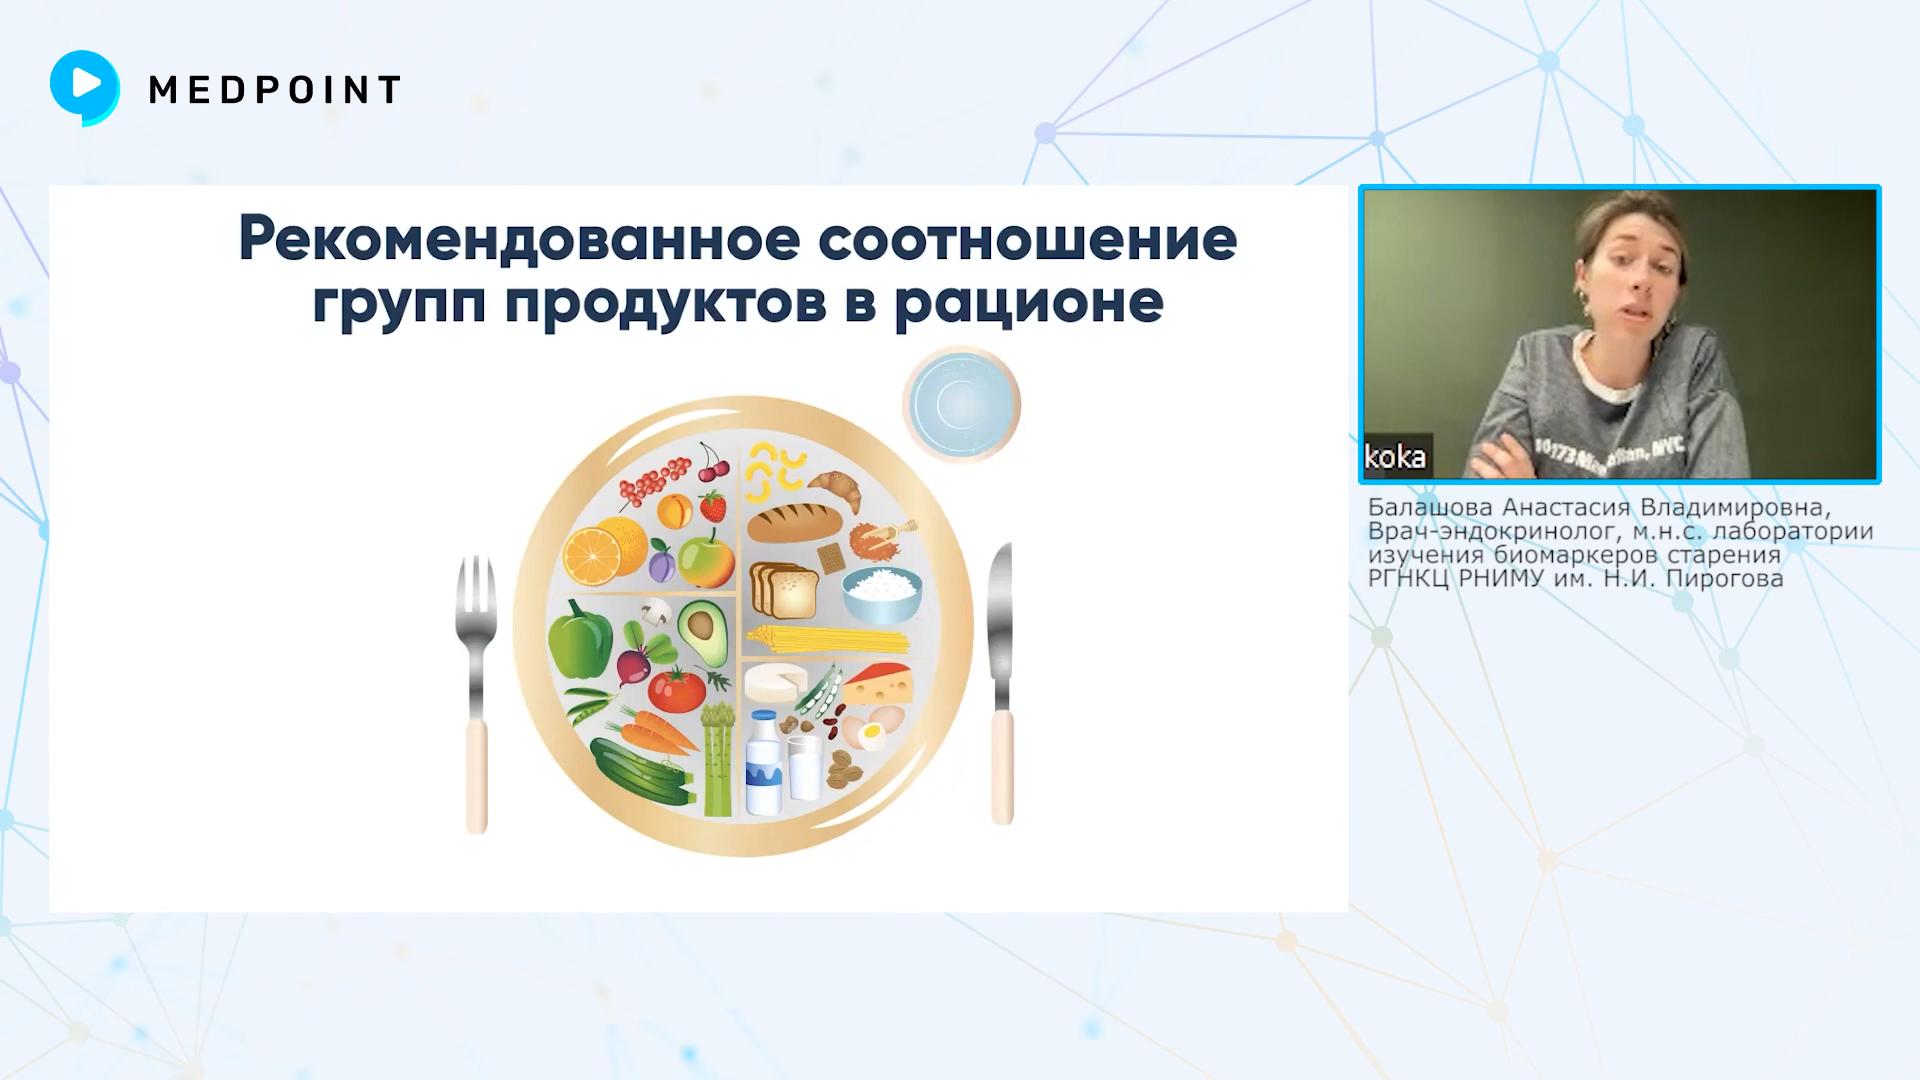 MEDPOINT
Рекомендованное соотношение
групп продуктов в рационе
koka
Балашова Анастасия Владимировна,
Врач-эндокринолог, м.н.с. лаборатории
изучения биомаркеров старения
РГНКЦ РНИМУ им. Н.И. Пирогова